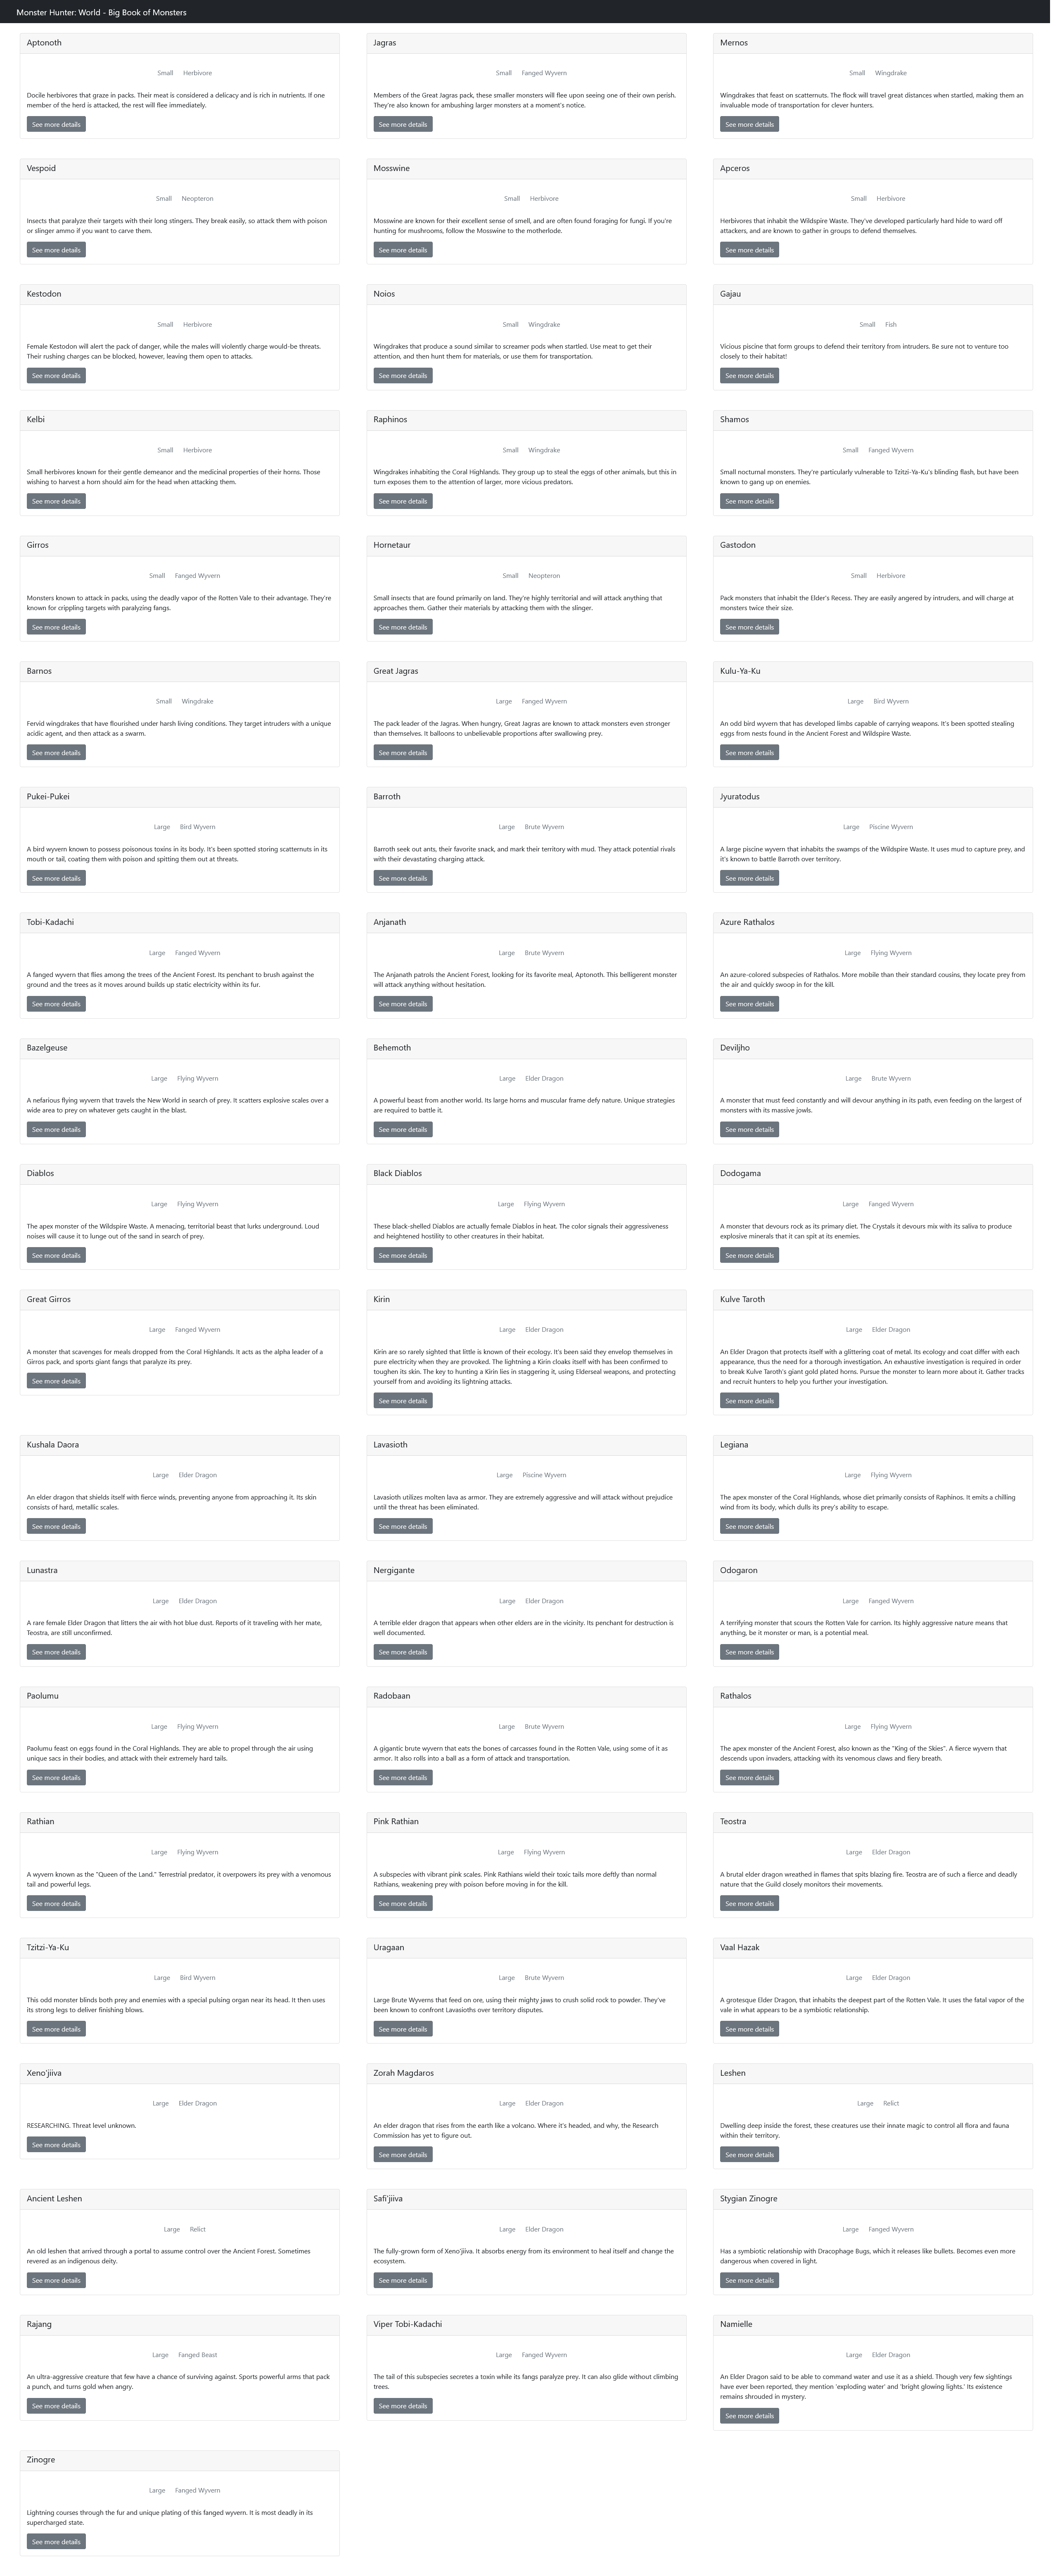 Monster Hunter: World - Big Book of Monsters
Aptonoth
Small Herbivore
Docile herbivores that graze in packs. Their meat is considered a delicacy and is rich in nutrients. If one
member of the herd is attacked, the rest will flee immediately.
See more details
Jagras
Small Fanged Wyvern
Members of the Great Jagras pack, these smaller monsters will flee upon seeing one of their own perish.
They're also known for ambushing larger monsters at a moment's notice.
See more details
Mernos
Small Wingdrake
Wingdrakes that feast on scatternuts. The flock will travel great distances when startled, making them an
invaluable mode of transportation for clever hunters.
See more details
Vespoid
Small Neopteron
Insects that paralyze their targets with their long stingers. They break easily, so attack them with poison
or slinger ammo if you want to carve them.
See more details
Mosswine
Small Herbivore
Mosswine are known for their excellent sense of smell, and are often found foraging for fungi. If you're
hunting for mushrooms, follow the Mosswine to the motherlode.
See more details
Apceros
Small Herbivore
Herbivores that inhabit the Wildspire Waste. They've developed particularly hard hide to ward off
attackers, and are known to gather in groups to defend themselves.
See more details
Kestodon
Small Herbivore
Female Kestodon will alert the pack of danger, while the males will violently charge would-be threats.
Their rushing charges can be blocked, however, leaving them open to attacks.
See more details
Noios
Small Wingdrake
Wingdrakes that produce a sound similar to screamer pods when startled. Use meat to get their
attention, and then hunt them for materials, or use them for transportation.
See more details
Gajau
Small Fish
Vicious piscine that form groups to defend their territory from intruders. Be sure not to venture too
closely to their habitat!
See more details
Kelbi
Small Herbivore
Small herbivores known for their gentle demeanor and the medicinal properties of their horns. Those
wishing to harvest a horn should aim for the head when attacking them.
See more details
Raphinos
Small Wingdrake
Wingdrakes inhabiting the Coral Highlands. They group up to steal the eggs of other animals, but this in
turn exposes them to the attention of larger, more vicious predators.
See more details
Shamos
Small Fanged Wyvern
Small nocturnal monsters. They're particularly vulnerable to Tzitzi-Ya-Ku's blinding flash, but have been
known to gang up on enemies.
See more details
Girros
Small Fanged Wyvern
Monsters known to attack in packs, using the deadly vapor of the Rotten Vale to their advantage. They're
known for crippling targets with paralyzing fangs.
See more details
Hornetaur
Small Neopteron
Small insects that are found primarily on land. They're highly territorial and will attack anything that
approaches them. Gather their materials by attacking them with the slinger.
See more details
Gastodon
Small Herbivore
Pack monsters that inhabit the Elder's Recess. They are easily angered by intruders, and will charge at
monsters twice their size.
See more details
Barnos
Small Wingdrake
Fervid wingdrakes that have flourished under harsh living conditions. They target intruders with a unique
acidic agent, and then attack as a swarm.
See more details
Great Jagras
Large Fanged Wyvern
The pack leader of the Jagras. When hungry, Great Jagras are known to attack monsters even stronger
than themselves. It balloons to unbelievable proportions after swallowing prey.
See more details
Kulu-Ya-Ku
Large Bird Wyvern
An odd bird wyvern that has developed limbs capable of carrying weapons. It's been spotted stealing
eggs from nests found in the Ancient Forest and Wildspire Waste.
See more details
Pukei-Pukei
Large Bird Wyvern
A bird wyvern known to possess poisonous toxins in its body. It's been spotted storing scatternuts in its
mouth or tail, coating them with poison and spitting them out at threats.
See more details
Barroth
Large Brute Wyvern
Barroth seek out ants, their favorite snack, and mark their territory with mud. They attack potential rivals
with their devastating charging attack.
See more details
Jyuratodus
Large Piscine Wyvern
A large piscine wyvern that inhabits the swamps of the Wildspire Waste. It uses mud to capture prey, and
it's known to battle Barroth over territory.
See more details
Tobi-Kadachi
Large Fanged Wyvern
A fanged wyvern that flies among the trees of the Ancient Forest. Its penchant to brush against the
ground and the trees as it moves around builds up static electricity within its fur.
See more details
Anjanath
Large Brute Wyvern
The Anjanath patrols the Ancient Forest, looking for its favorite meal, Aptonoth. This belligerent monster
will attack anything without hesitation.
See more details
Azure Rathalos
Large Flying Wyvern
An azure-colored subspecies of Rathalos. More mobile than their standard cousins, they locate prey from
the air and quickly swoop in for the kill.
See more details
Bazelgeuse
Large Flying Wyvern
A nefarious flying wyvern that travels the New World in search of prey. It scatters explosive scales over a
wide area to prey on whatever gets caught in the blast.
See more details
Behemoth
Large Elder Dragon
A powerful beast from another world. Its large horns and muscular frame defy nature. Unique strategies
are required to battle it.
See more details
Deviljho
Large Brute Wyvern
A monster that must feed constantly and will devour anything in its path, even feeding on the largest of
monsters with its massive jowls.
See more details
Diablos
Large Flying Wyvern
The apex monster of the Wildspire Waste. A menacing, territorial beast that lurks underground. Loud
noises will cause it to lunge out of the sand in search of prey.
See more details
Black Diablos
Large Flying Wyvern
These black-shelled Diablos are actually female Diablos in heat. The color signals their aggressiveness
and heightened hostility to other creatures in their habitat.
See more details
Dodogama
Large Fanged Wyvern
A monster that devours rock as its primary diet. The Crystals it devours mix with its saliva to produce
explosive minerals that it can spit at its enemies.
See more details
Great Girros
Large Fanged Wyvern
A monster that scavenges for meals dropped from the Coral Highlands. It acts as the alpha leader of a
Girros pack, and sports giant fangs that paralyze its prey.
See more details
Kirin
Large Elder Dragon
Kirin are so rarely sighted that little is known of their ecology. It's been said they envelop themselves in
pure electricity when they are provoked. The lightning a Kirin cloaks itself with has been confirmed to
toughen its skin. The key to hunting a Kirin lies in staggering it, using Elderseal weapons, and protecting
yourself from and avoiding its lightning attacks.
See more details
Kulve Taroth
Large Elder Dragon
An Elder Dragon that protects itself with a glittering coat of metal. Its ecology and coat differ with each
appearance, thus the need for a thorough investigation. An exhaustive investigation is required in order
to break Kulve Taroth's giant gold plated horns. Pursue the monster to learn more about it. Gather tracks
and recruit hunters to help you further your investigation.
See more details
Kushala Daora
Large Elder Dragon
An elder dragon that shields itself with fierce winds, preventing anyone from approaching it. Its skin
consists of hard, metallic scales.
See more details
Lavasioth
Large Piscine Wyvern
Lavasioth utilizes molten lava as armor. They are extremely aggressive and will attack without prejudice
until the threat has been eliminated.
See more details
Legiana
Large Flying Wyvern
The apex monster of the Coral Highlands, whose diet primarily consists of Raphinos. It emits a chilling
wind from its body, which dulls its prey's ability to escape.
See more details
Lunastra
Large Elder Dragon
A rare female Elder Dragon that litters the air with hot blue dust. Reports of it traveling with her mate,
Teostra, are still unconfirmed.
See more details
Nergigante
Large Elder Dragon
A terrible elder dragon that appears when other elders are in the vicinity. Its penchant for destruction is
well documented.
See more details
Odogaron
Large Fanged Wyvern
A terrifying monster that scours the Rotten Vale for carrion. Its highly aggressive nature means that
anything, be it monster or man, is a potential meal.
See more details
Paolumu
Large Flying Wyvern
Paolumu feast on eggs found in the Coral Highlands. They are able to propel through the air using
unique sacs in their bodies, and attack with their extremely hard tails.
See more details
Radobaan
Large Brute Wyvern
A gigantic brute wyvern that eats the bones of carcasses found in the Rotten Vale, using some of it as
armor. It also rolls into a ball as a form of attack and transportation.
See more details
Rathalos
Large Flying Wyvern
The apex monster of the Ancient Forest, also known as the "King of the Skies". A fierce wyvern that
descends upon invaders, attacking with its venomous claws and fiery breath.
See more details
Rathian
Large Flying Wyvern
A wyvern known as the "Queen of the Land." Terrestrial predator, it overpowers its prey with a venomous
tail and powerful legs.
See more details
Pink Rathian
Large Flying Wyvern
A subspecies with vibrant pink scales. Pink Rathians wield their toxic tails more deftly than normal
Rathians, weakening prey with poison before moving in for the kill.
See more details
Teostra
Large Elder Dragon
A brutal elder dragon wreathed in flames that spits blazing fire. Teostra are of such a fierce and deadly
nature that the Guild closely monitors their movements.
See more details
Tzitzi-Ya-Ku
Large Bird Wyvern
This odd monster blinds both prey and enemies with a special pulsing organ near its head. It then uses
its strong legs to deliver finishing blows.
See more details
Uragaan
Large Brute Wyvern
Large Brute Wyverns that feed on ore, using their mighty jaws to crush solid rock to powder. They've
been known to confront Lavasioths over territory disputes.
See more details
Vaal Hazak
Large Elder Dragon
A grotesque Elder Dragon, that inhabits the deepest part of the Rotten Vale. It uses the fatal vapor of the
vale in what appears to be a symbiotic relationship.
See more details
Xeno'jiiva
Large Elder Dragon
RESEARCHING. Threat level unknown.
See more details
Zorah Magdaros
Large Elder Dragon
An elder dragon that rises from the earth like a volcano. Where it's headed, and why, the Research
Commission has yet to figure out.
See more details
Leshen
Large Relict
Dwelling deep inside the forest, these creatures use their innate magic to control all flora and fauna
within their territory.
See more details
Ancient Leshen
Large Relict
An old leshen that arrived through a portal to assume control over the Ancient Forest. Sometimes
revered as an indigenous deity.
See more details
Safi'jiiva
Large Elder Dragon
The fully-grown form of Xeno'jiiva. It absorbs energy from its environment to heal itself and change the
ecosystem.
See more details
Stygian Zinogre
Large Fanged Wyvern
Has a symbiotic relationship with Dracophage Bugs, which it releases like bullets. Becomes even more
dangerous when covered in light.
See more details
Rajang
Large Fanged Beast
An ultra-aggressive creature that few have a chance of surviving against. Sports powerful arms that pack
a punch, and turns gold when angry.
See more details
Viper Tobi-Kadachi
Large Fanged Wyvern
The tail of this subspecies secretes a toxin while its fangs paralyze prey. It can also glide without climbing
trees.
See more details
Namielle
Large Elder Dragon
An Elder Dragon said to be able to command water and use it as a shield. Though very few sightings
have ever been reported, they mention 'exploding water' and 'bright glowing lights.' Its existence
remains shrouded in mystery.
See more details
Zinogre
Large Fanged Wyvern
Lightning courses through the fur and unique plating of this fanged wyvern. It is most deadly in its
supercharged state.
See more details